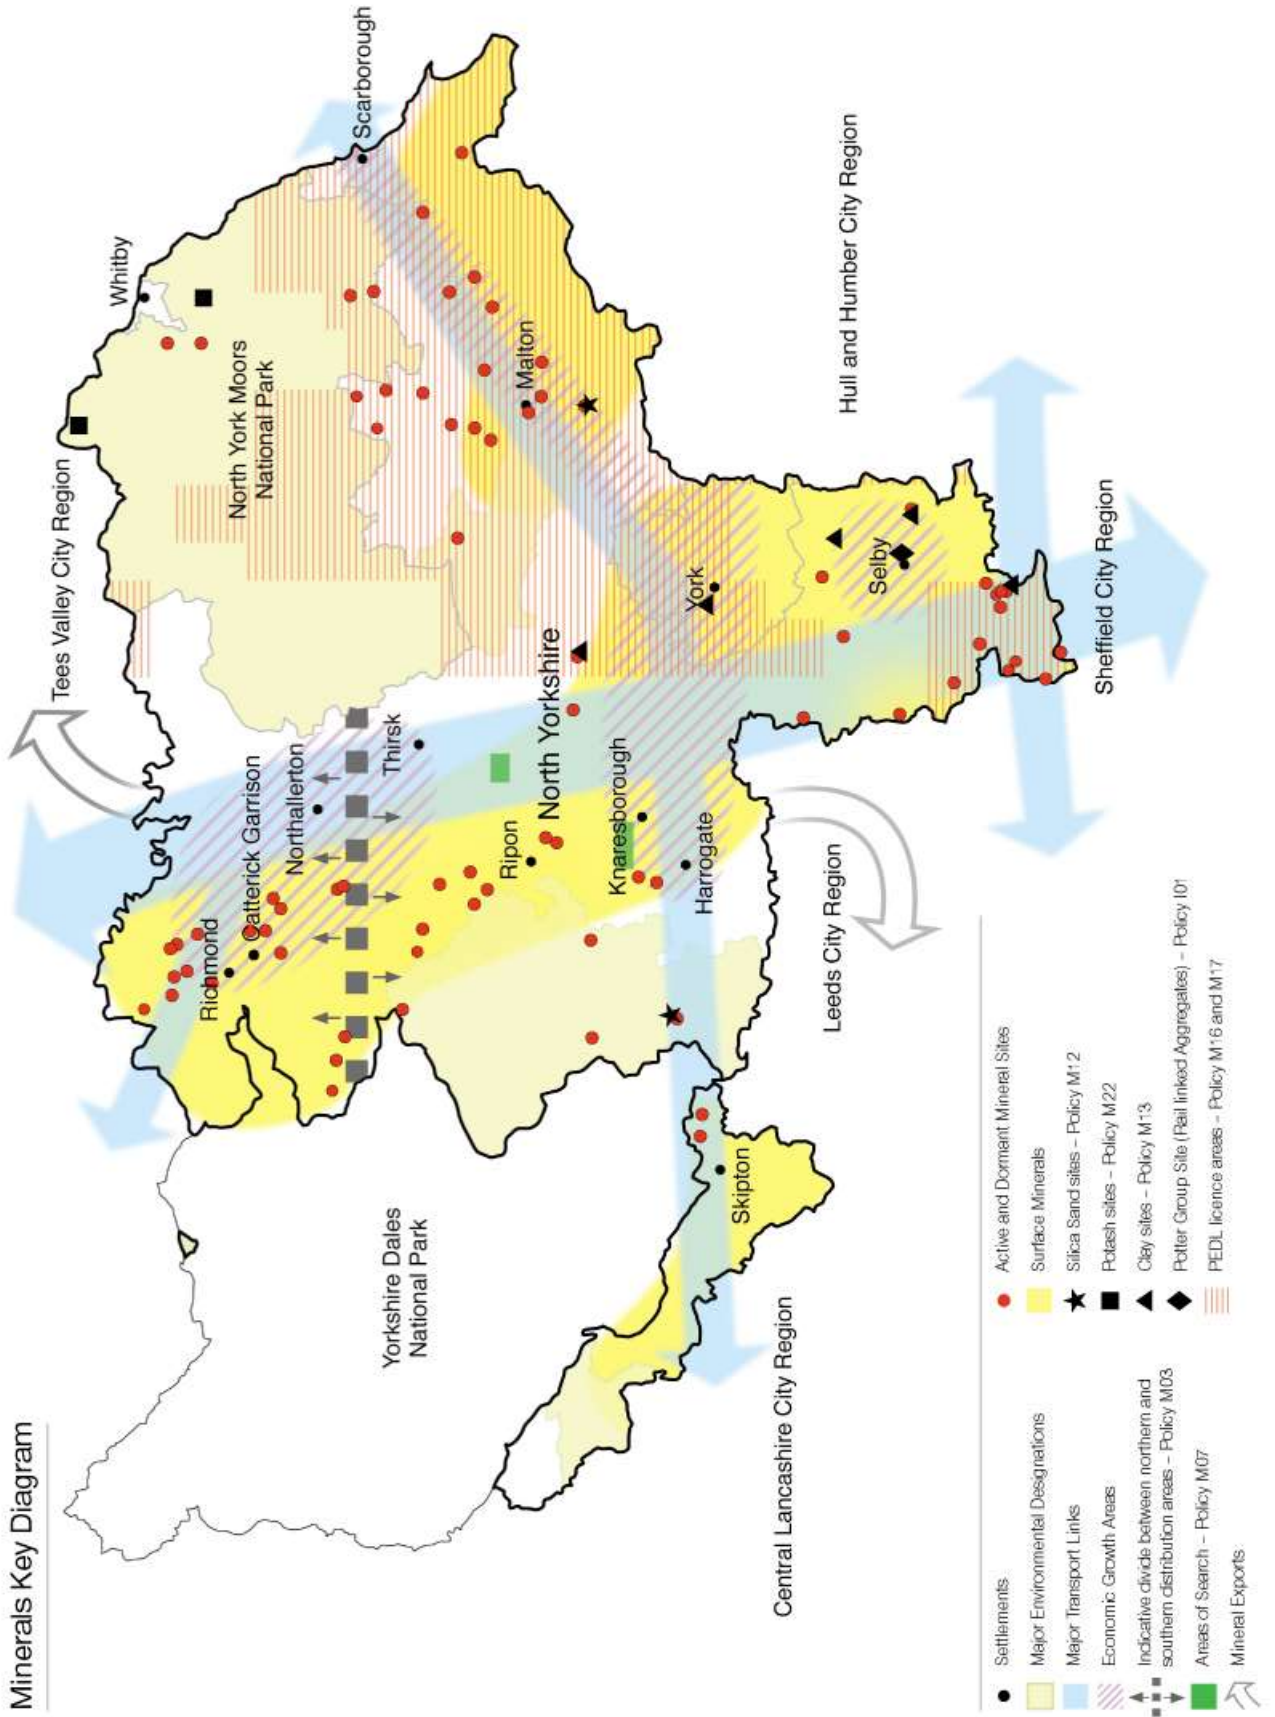 Minerals Key Diagram
Tees Valley City Region
Whitby
Scarborough
North York Moors
National Park
Richmond
Catterick Garrison
Northallerton
Thirsk
Malton
Yorkshire Dales
National Park
Ripon
North Yorkshire
Knaresborough
Harrogate
York
Selby
Skipton
Hull and Humber City Region
Leeds City Region
Central Lancashire City Region
Sheffield City Region
Settlements
Major Environmental Designations
Major Transport Links
Economic Growth Areas
Indicative divide between northern and
southern distribution areas – Policy M03
Areas of Search – Policy M07
Mineral Exports
Active and Dormant Mineral Sites
Surface Minerals
Silica Sand sites – Policy M12
Potash sites – Policy M22
Clay sites – Policy M13
Potter Group Site (Rail linked Aggregates) – Policy I01
PEDL licence areas – Policy M16 and M17